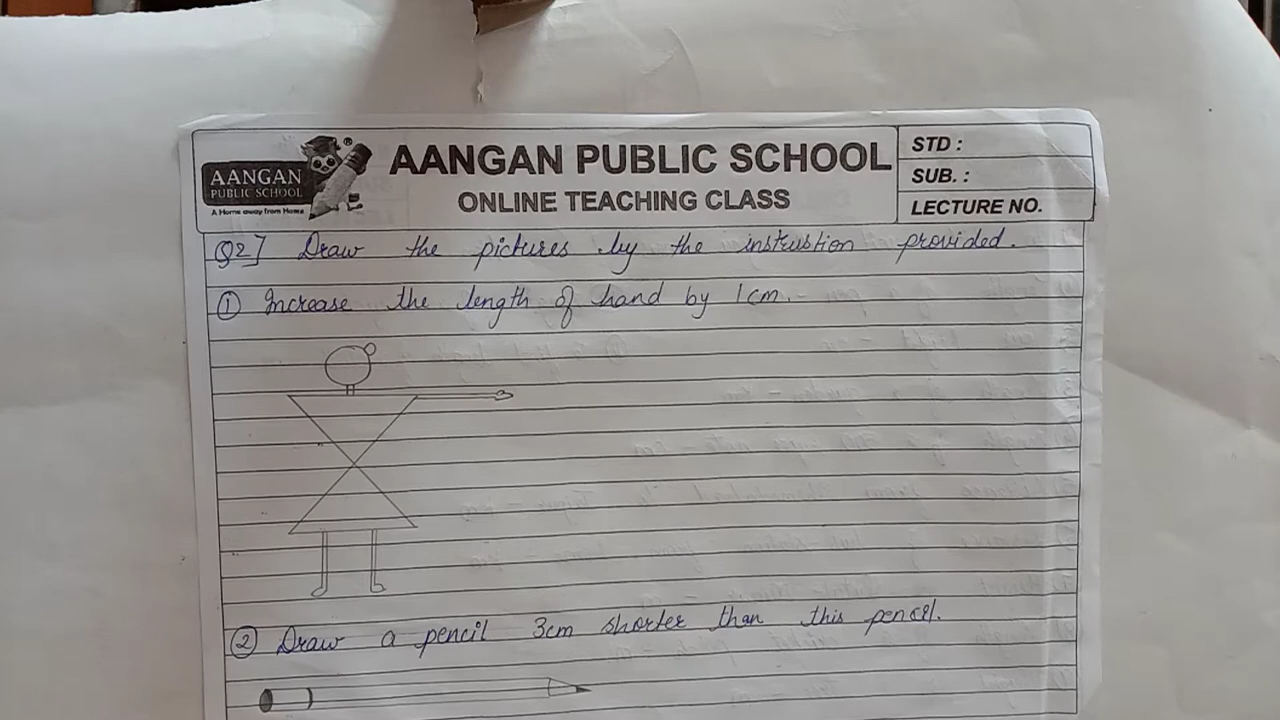 AANGAN
PUBLIC SCHOOL
A Home away from Home
®
AANGAN PUBLIC SCHOOL
ONLINE TEACHING CLASS
STD :
SUB. :
LECTURE NO.
Q2] Draw the pictures by the instrustion provided.
① Increase the length of hand by 1cm.
② Draw a pencil 3cm shorter than this pencil.